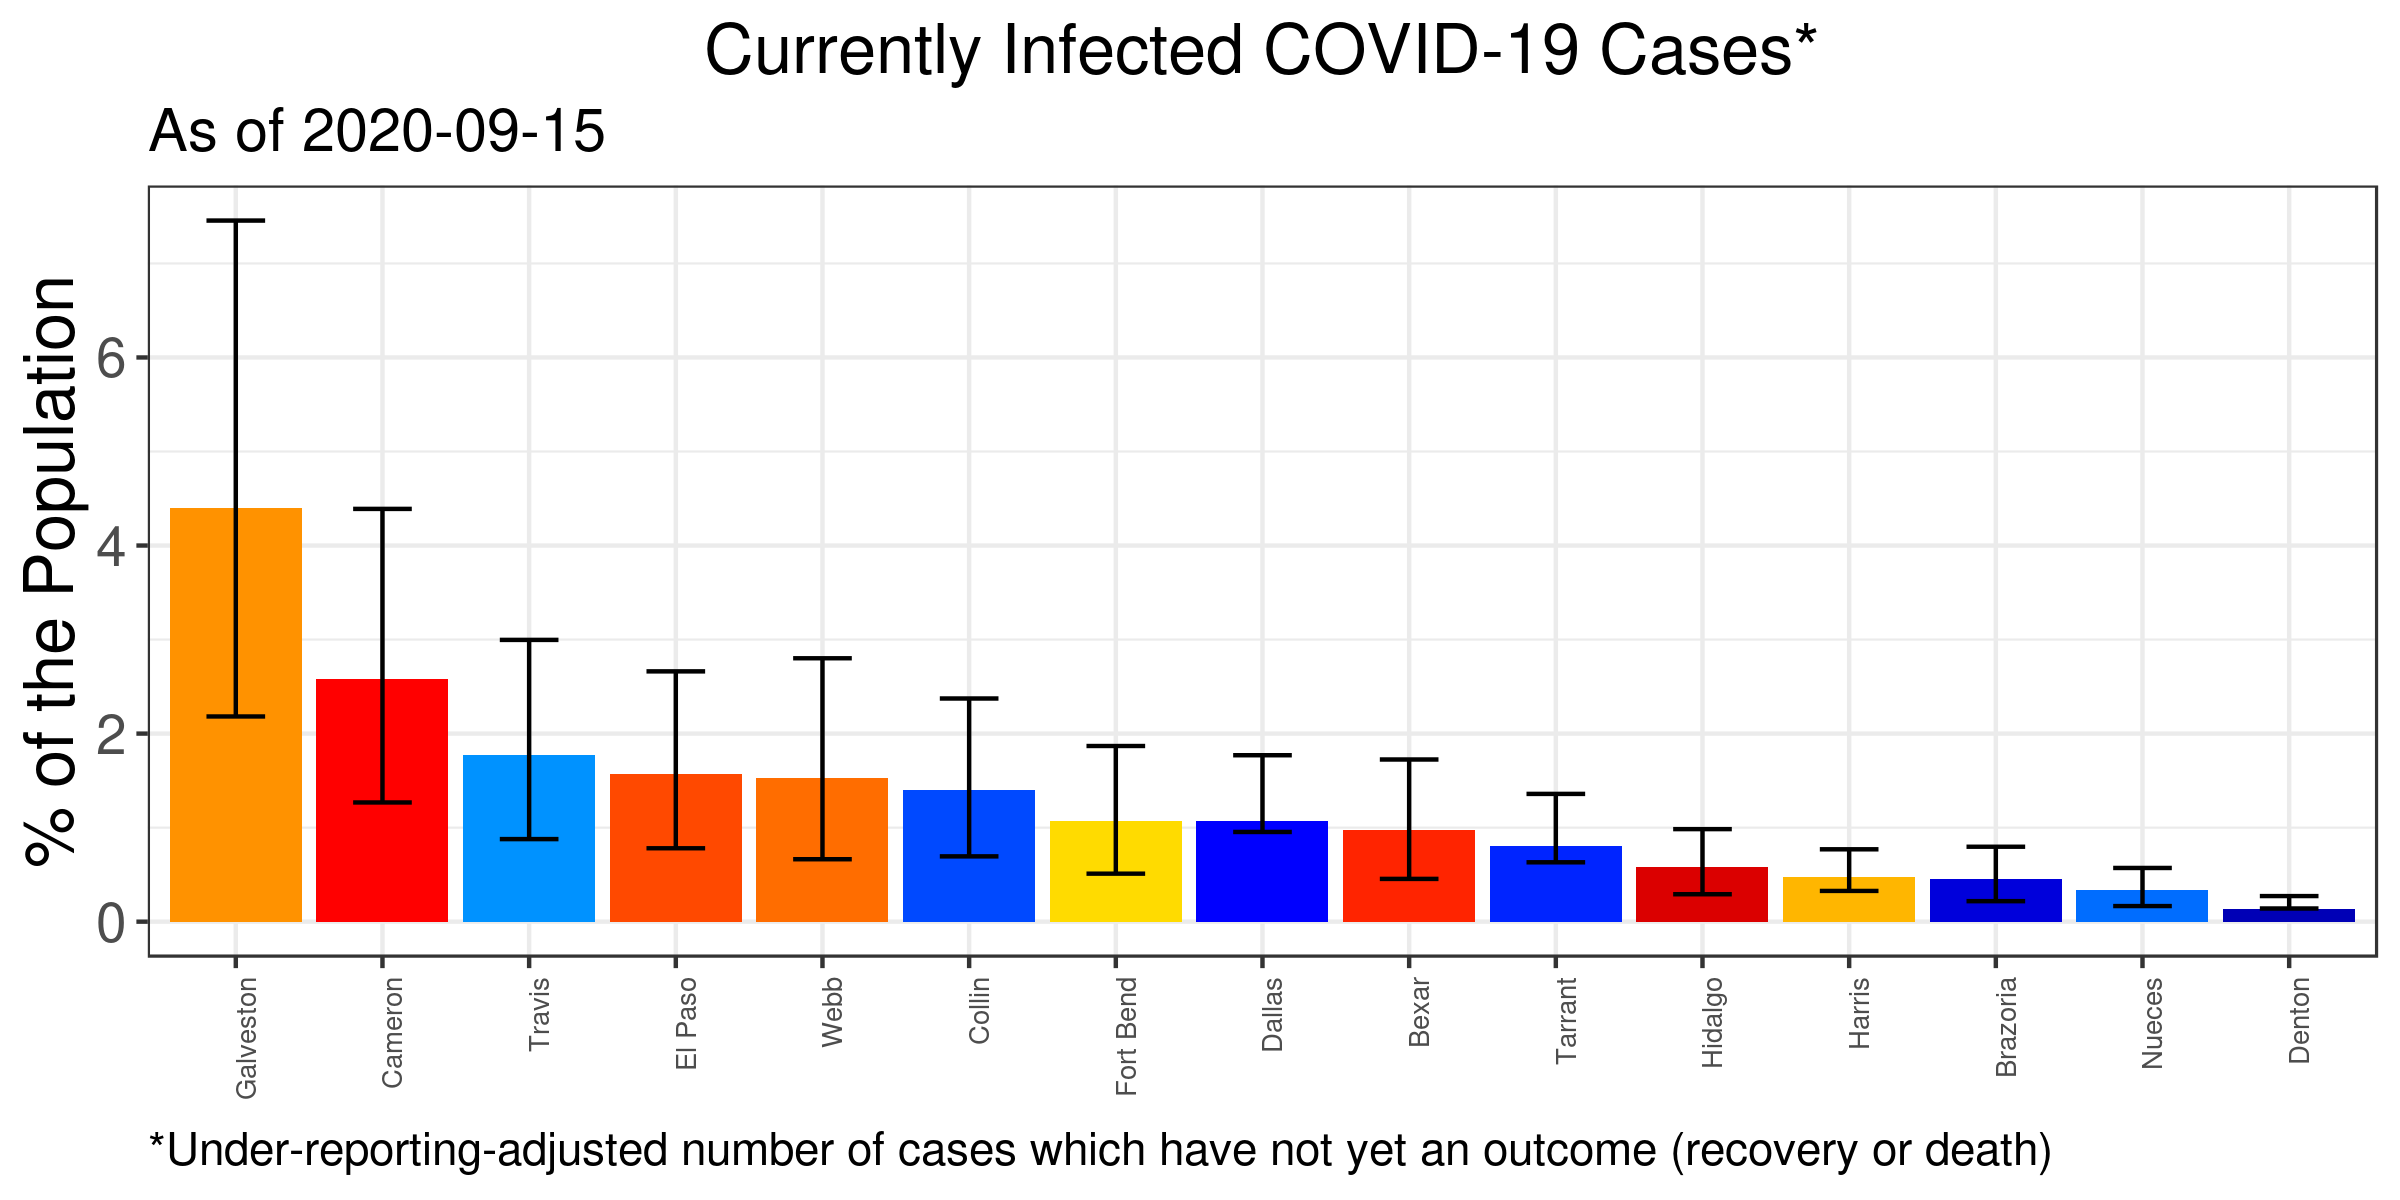 Currently Infected COVID-19 Cases*
As of 2020-09-15
% of the Population
6
4
2
0
Galveston
Cameron
Travis
El Paso
Webb
Collin
Fort Bend
Dallas
Bexar
Tarrant
Hidalgo
Harris
Brazoria
Nueces
Denton
*Under-reporting-adjusted number of cases which have not yet an outcome (recovery or death)